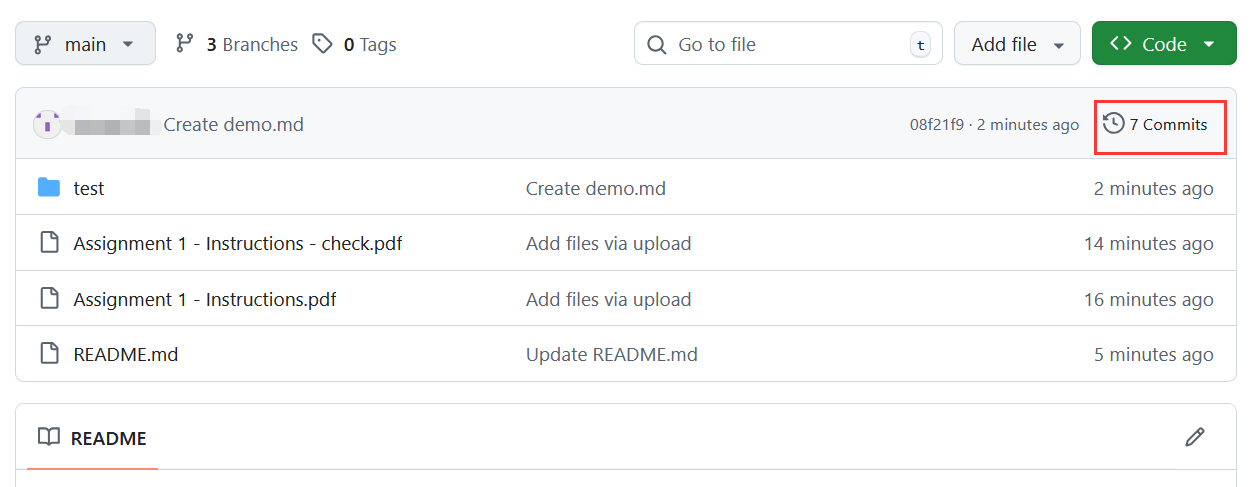 main 3 Branches 0 Tags Go to file t Add file Code
Create demo.md 08f21f9 · 2 minutes ago 7 Commits
test Create demo.md 2 minutes ago
Assignment 1 - Instructions - check.pdf Add files via upload 14 minutes ago
Assignment 1 - Instructions.pdf Add files via upload 16 minutes ago
README.md Update README.md 5 minutes ago
README